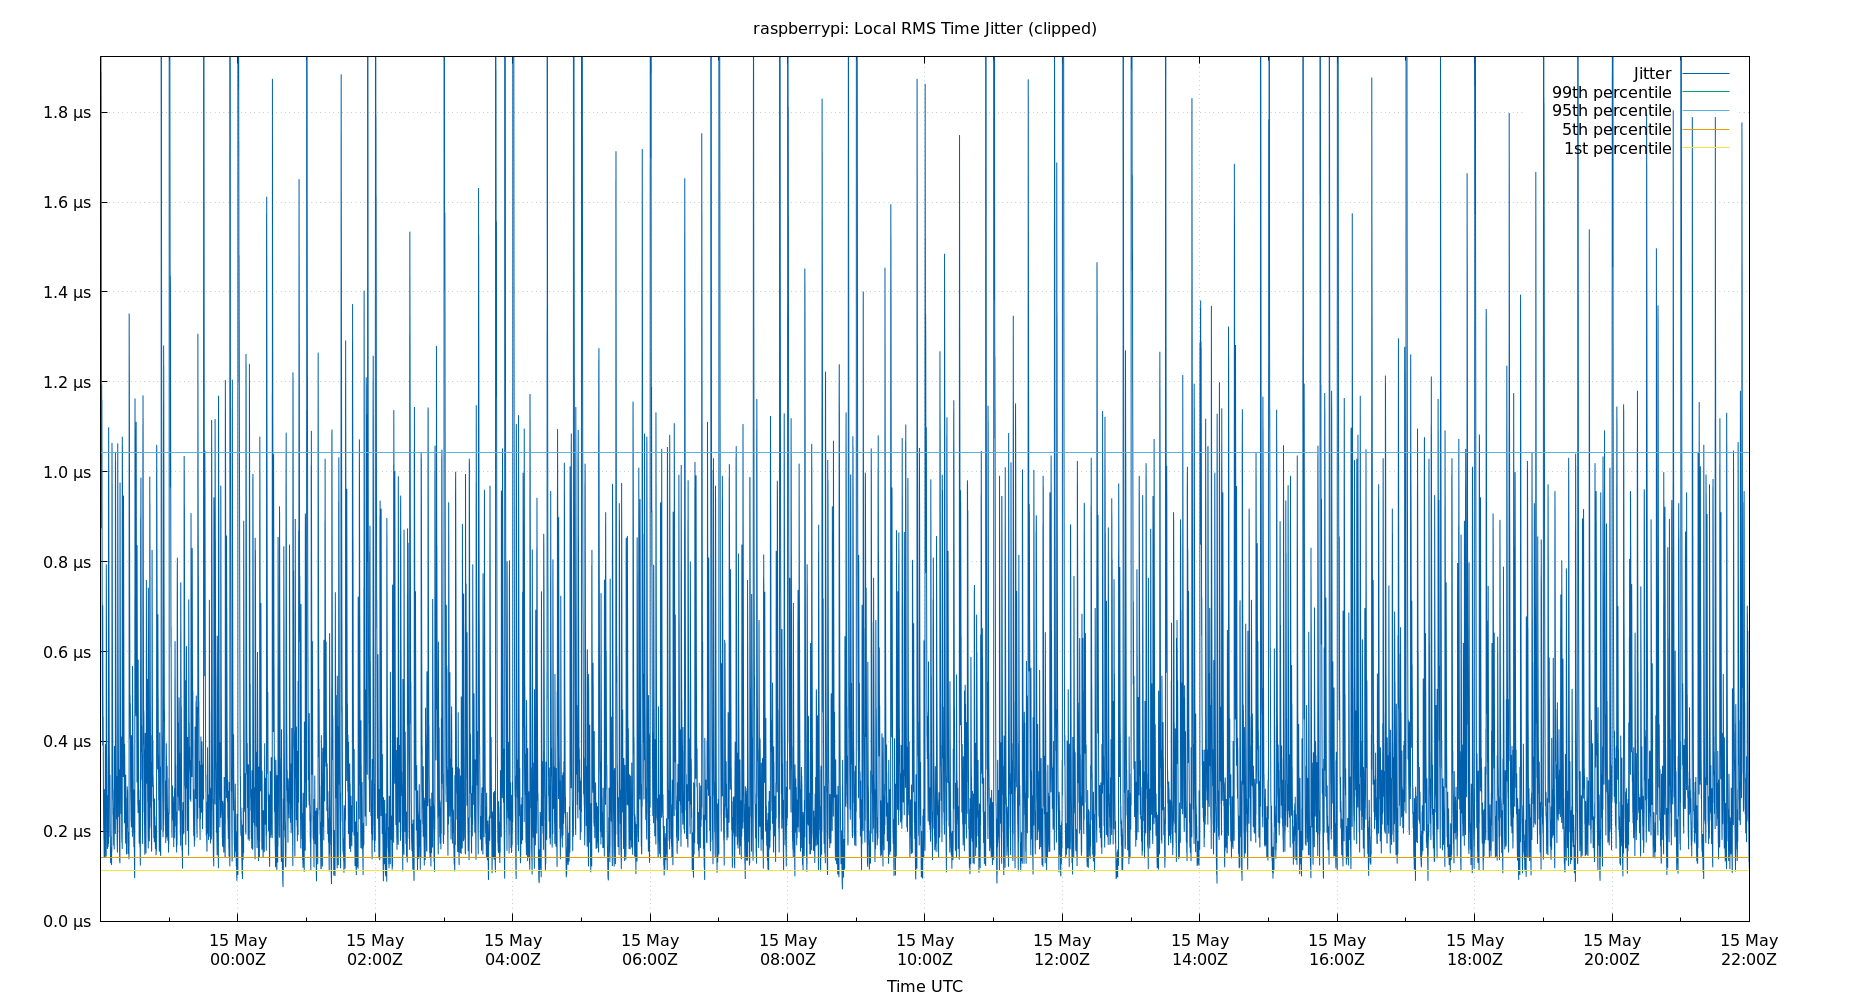 raspberrypi: Local RMS Time Jitter (clipped)
Jitter
99th percentile
95th percentile
5th percentile
1st percentile
1.8 μs
1.6 μs
1.4 μs
1.2 μs
1.0 μs
0.8 μs
0.6 μs
0.4 μs
0.2 μs
0.0 μs
15 May 15 May 15 May 15 May 15 May 15 May 15 May 15 May 15 May 15 May 15 May 15 May
00:00Z 02:00Z 04:00Z 06:00Z 08:00Z 10:00Z 12:00Z 14:00Z 16:00Z 18:00Z 20:00Z 22:00Z
Time UTC